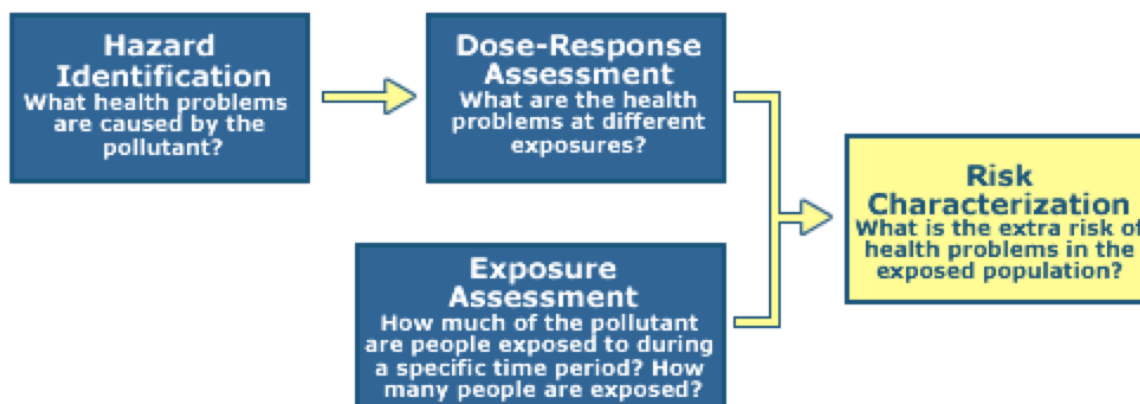 Hazard
Identification
What health problems
are caused by the
pollutant?
Dose-Response
Assessment
What are the health
problems at different
exposures?
Exposure
Assessment
How much of the pollutant
are people exposed to during
a specific time period? How
many people are exposed?
Risk
Characterization
What is the extra risk of
health problems in the
exposed population?